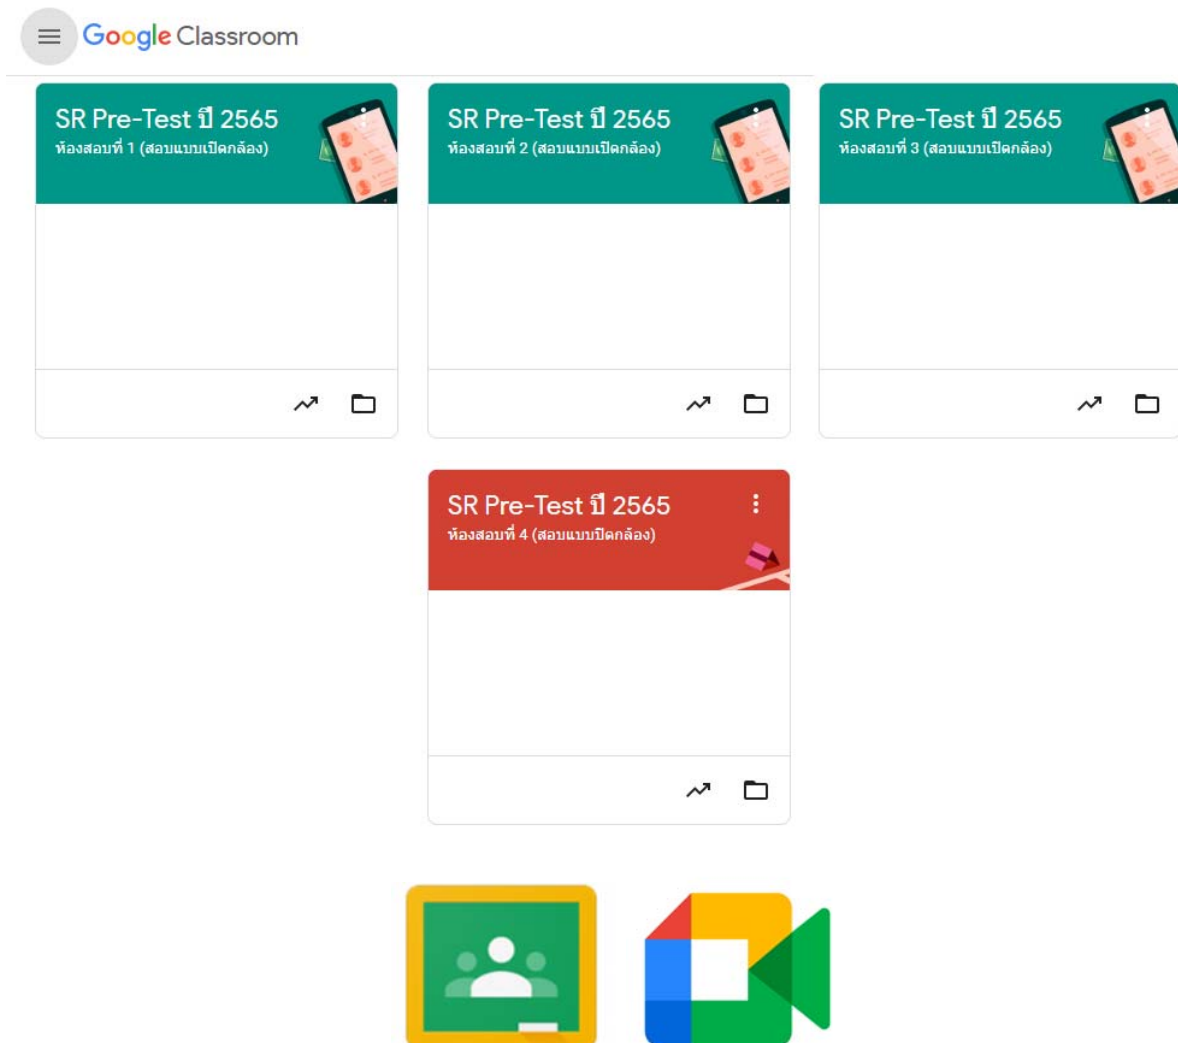 Google Classroom
SR Pre-Test ปี 2565
ห้องสอบที่ 1 (สอบแบบเปิดกล้อง)
SR Pre-Test ปี 2565
ห้องสอบที่ 2 (สอบแบบเปิดกล้อง)
SR Pre-Test ปี 2565
ห้องสอบที่ 3 (สอบแบบเปิดกล้อง)
SR Pre-Test ปี 2565
ห้องสอบที่ 4 (สอบแบบปิดกล้อง)